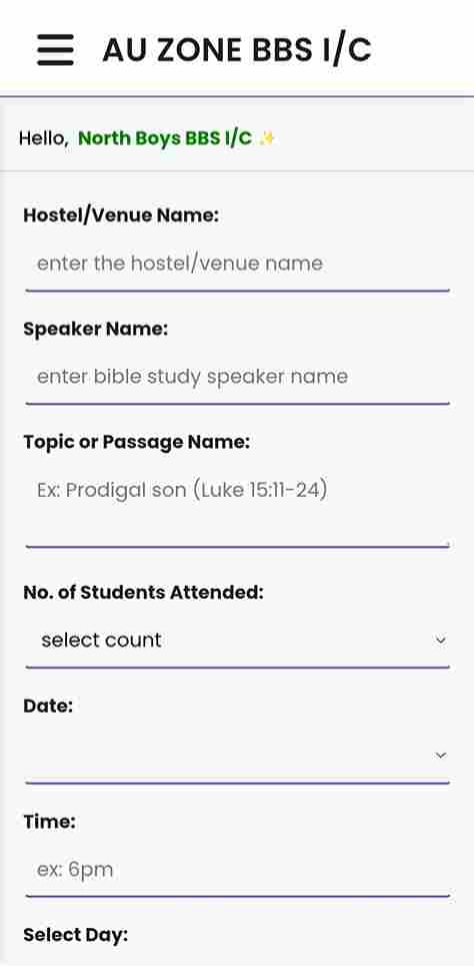 AU ZONE BBS I/C
Hello, North Boys BBS I/C ✨
Hostel/Venue Name:
enter the hostel/venue name
Speaker Name:
enter bible study speaker name
Topic or Passage Name:
Ex: Prodigal son (Luke 15:11-24)
No. of Students Attended:
select count
Date:
Time:
ex: 6pm
Select Day: